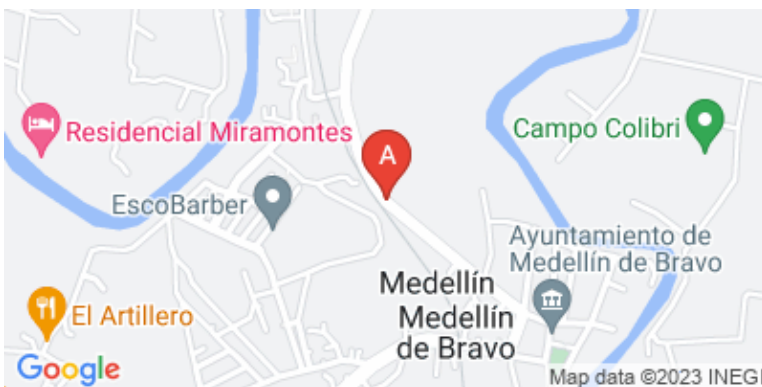 A
Residencial Miramontes
Campo Colibri
EscoBarber
Ayuntamiento de
Medellín de Bravo
Medellín
Medellín
de Bravo
El Artillero
Google
Map data ©2023 INEGI